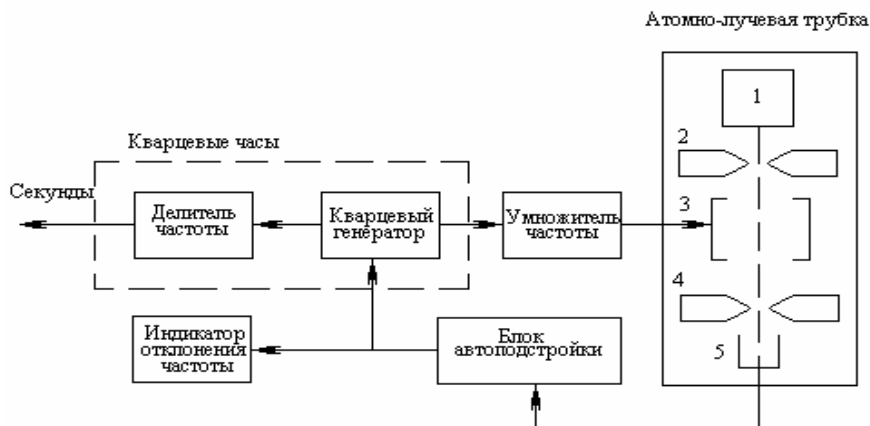 Атомно-лучевая трубка
1
Кварцевые часы
2
Секунды
Делитель
частоты
Кварцевый
генератор
Умножитель
частоты
3
4
Индикатор
отклонения
частоты
Блок
автоподстройки
5